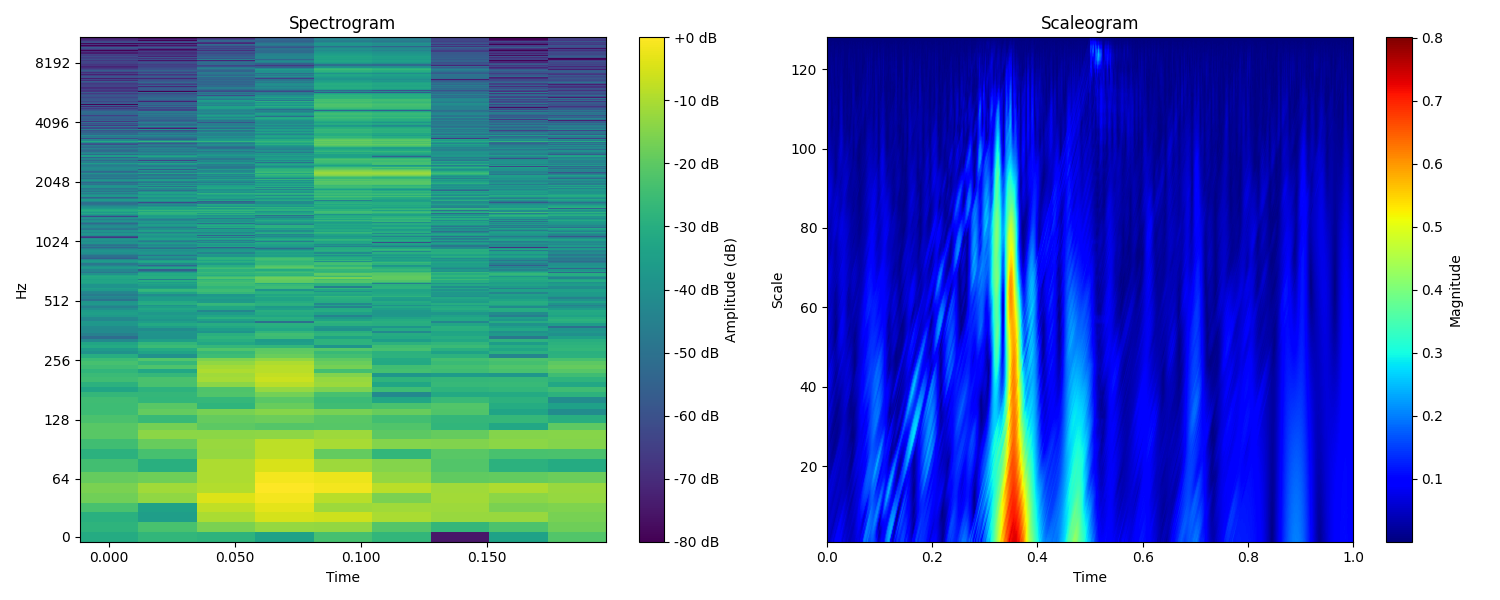 Spectrogram
Hz
8192
4096
2048
1024
512
256
128
64
0
0.000
0.050
0.100
0.150
Time
+0 dB
-10 dB
-20 dB
-30 dB
-40 dB
-50 dB
-60 dB
-70 dB
-80 dB
Amplitude (dB)
Scaleogram
Scale
120
100
80
60
40
20
0.0
0.2
0.4
0.6
0.8
1.0
Time
0.8
0.7
0.6
0.5
0.4
0.3
0.2
0.1
Magnitude